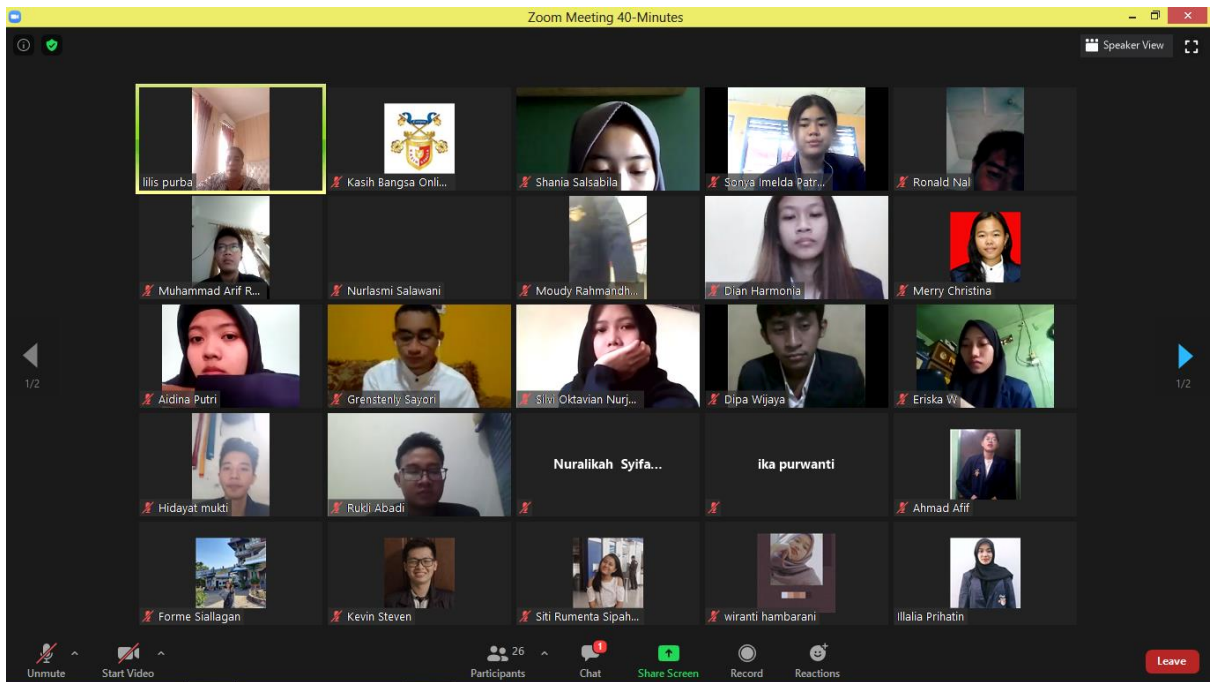 Zoom Meeting 40-Minutes
Speaker View
lilis purba
Kasih Bangsa Onli...
Shania Salsabila
Sonya Imelda Patr...
Ronald Nal
Muhammad Arif R...
Nurlasmi Salawani
Moudy Rahmandh...
Dian Harmonia
Merry Christina
1/2
1/2
Aidina Putri
Grenstenly Sayori
Silvi Oktavian Nurj...
Dipa Wijaya
Eriska W
Hidayat mukti
Rukli Abadi
Nuralikah Syifa...
ika purwanti
Ahmad Afif
Forme Siallagan
Kevin Steven
Siti Rumenta Sipah...
wiranti hambarani
Illalia Prihatin
Unmute
Start Video
26
Participants
1
Chat
Share Screen
Record
Reactions
Leave